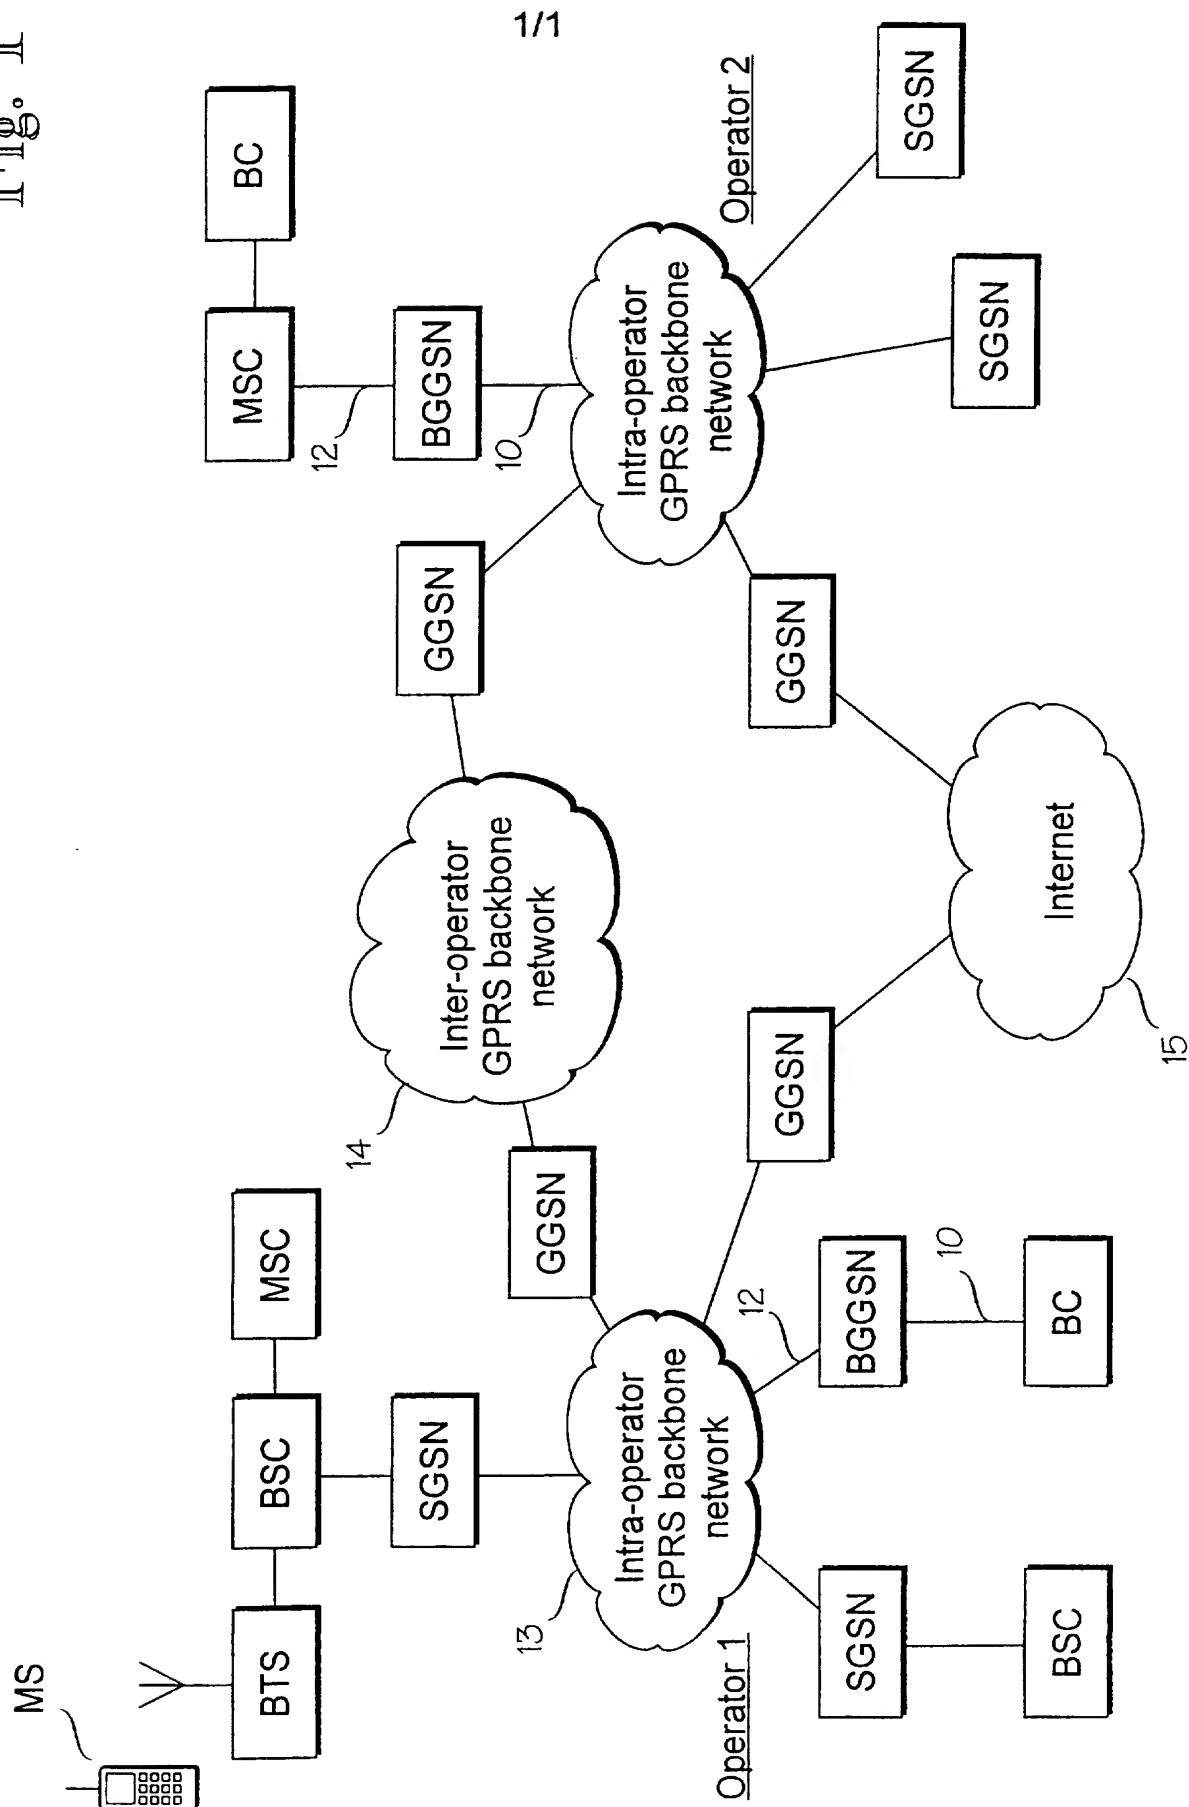 1/1
Fig. 1
MS
BTS
BSC
MSC
SGSN
13
Intra-operator
GPRS backbone
network
Operator 1
SGSN
BSC
12
BGGSN
10
BC
GGSN
GGSN
14
Inter-operator
GPRS backbone
network
15
Internet
GGSN
GGSN
MSC
BC
12
BGGSN
10
Intra-operator
GPRS backbone
network
Operator 2
SGSN
SGSN